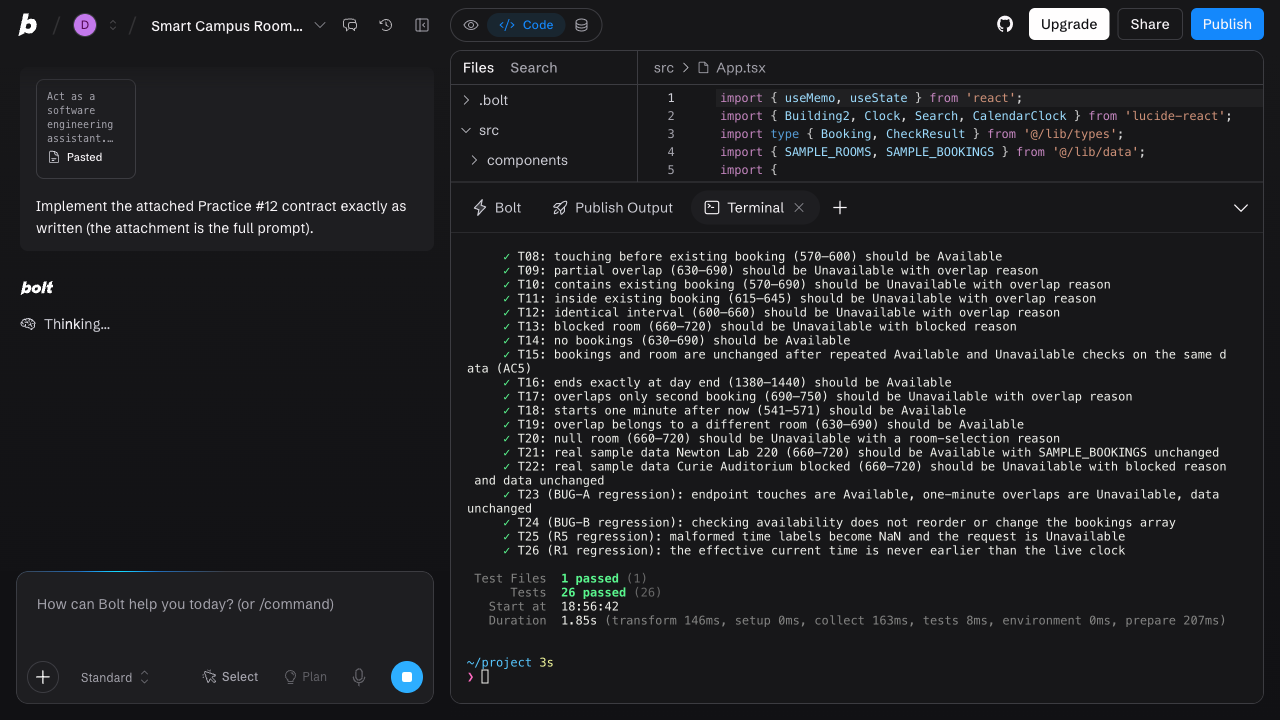 b / D / Smart Campus Room...
Code
Upgrade
Share
Publish
Act as a
software
engineering
assistant.…
Pasted
Implement the attached Practice #12 contract exactly as
written (the attachment is the full prompt).
bolt
Thinking...
How can Bolt help you today? (or /command)
Standard
Select
Plan
Files Search
.bolt
src
components
src > App.tsx
1 import { useMemo, useState } from 'react';
2 import { Building2, Clock, Search, CalendarClock } from 'lucide-react';
3 import type { Booking, CheckResult } from '@/lib/types';
4 import { SAMPLE_ROOMS, SAMPLE_BOOKINGS } from '@/lib/data';
5 import {
Bolt Publish Output Terminal
✓ T08: touching before existing booking (570–600) should be Available
✓ T09: partial overlap (630–690) should be Unavailable with overlap reason
✓ T10: contains existing booking (570–690) should be Unavailable with overlap reason
✓ T11: inside existing booking (615–645) should be Unavailable with overlap reason
✓ T12: identical interval (600–660) should be Unavailable with overlap reason
✓ T13: blocked room (660–720) should be Unavailable with blocked reason
✓ T14: no bookings (630–690) should be Available
✓ T15: bookings and room are unchanged after repeated Available and Unavailable checks on the same d
ata (AC5)
✓ T16: ends exactly at day end (1380–1440) should be Available
✓ T17: overlaps only second booking (690–750) should be Unavailable with overlap reason
✓ T18: starts one minute after now (541–571) should be Available
✓ T19: overlap belongs to a different room (630–690) should be Available
✓ T20: null room (660–720) should be Unavailable with a room-selection reason
✓ T21: real sample data Newton Lab 220 (660–720) should be Available with SAMPLE_BOOKINGS unchanged
✓ T22: real sample data Curie Auditorium blocked (660–720) should be Unavailable with blocked reason
and data unchanged
✓ T23 (BUG-A regression): endpoint touches are Available, one-minute overlaps are Unavailable, data
unchanged
✓ T24 (BUG-B regression): checking availability does not reorder or change the bookings array
✓ T25 (R5 regression): malformed time labels become NaN and the request is Unavailable
✓ T26 (R1 regression): the effective current time is never earlier than the live clock
Test Files 1 passed (1)
Tests 26 passed (26)
Start at 18:56:42
Duration 1.85s (transform 146ms, setup 0ms, collect 163ms, tests 8ms, environment 0ms, prepare 207ms)
~/project 3s
❯